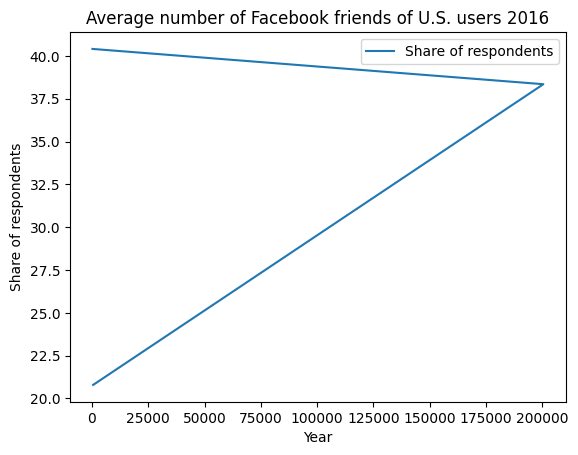 Average number of Facebook friends of U.S. users 2016
Share of respondents
40.0
37.5
35.0
32.5
30.0
27.5
25.0
22.5
20.0
Share of respondents
0 25000 50000 75000 100000 125000 150000 175000 200000
Year